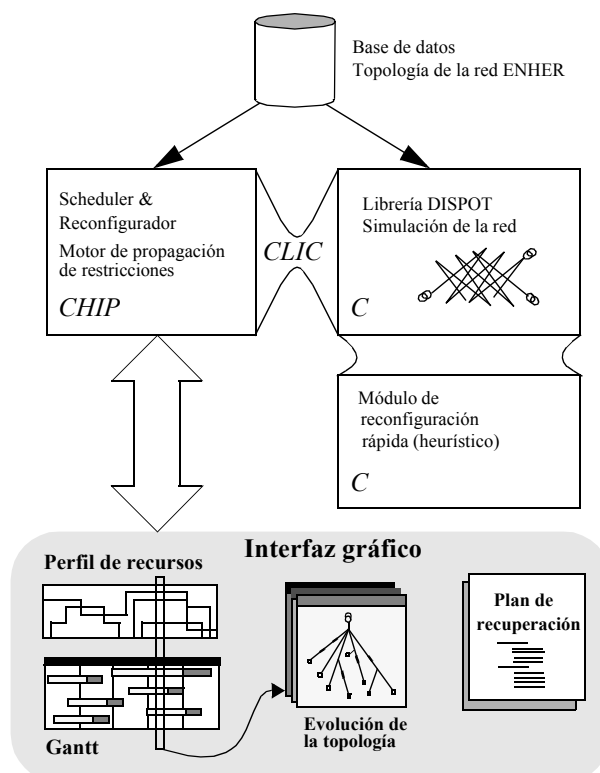 Base de datos
Topología de la red ENHER
Scheduler &
Reconfigurador
Motor de propagación
de restricciones
CHIP
CLIC
Librería DISPOT
Simulación de la red
C
Módulo de
reconfiguración
rápida (heurístico)
C
Interfaz gráfico
Perfil de recursos
Gantt
Evolución de
la topología
Plan de
recuperación